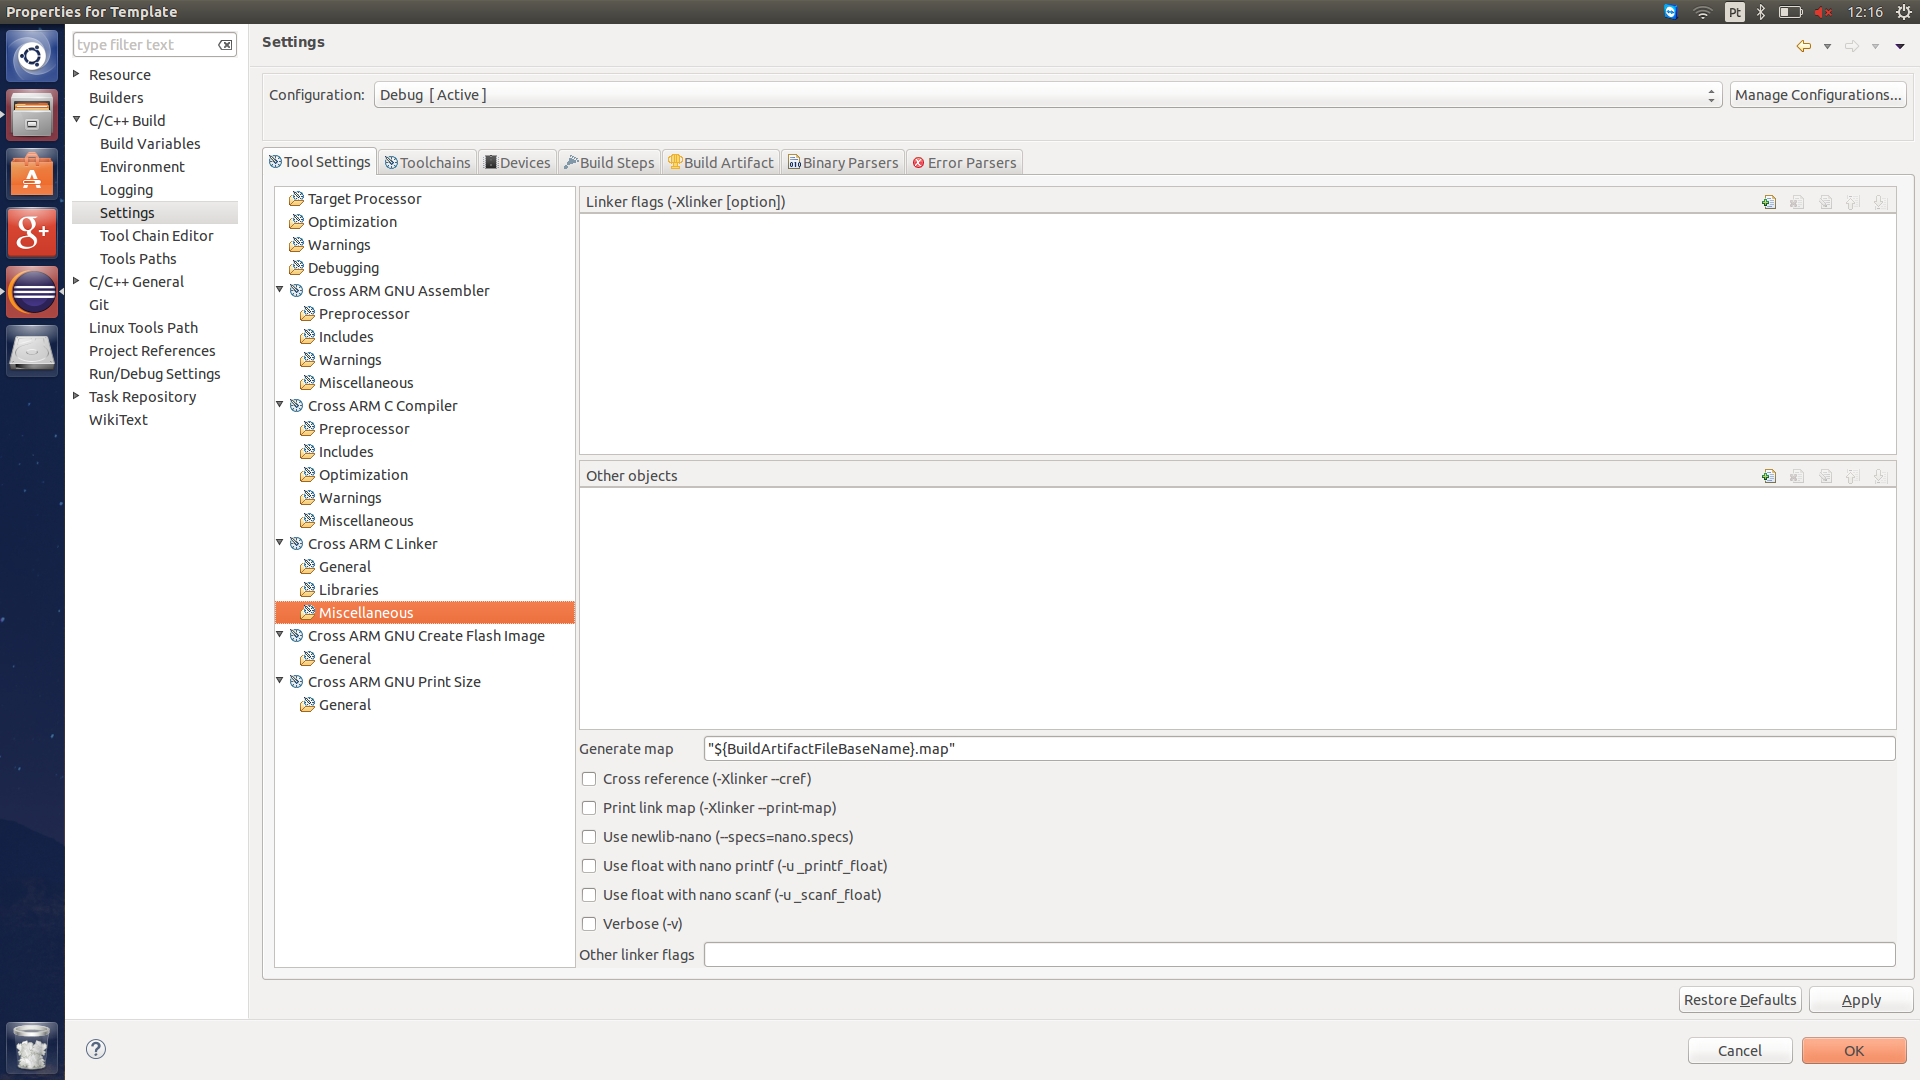 Properties for Template
Pt
12:16
type filter text
Resource
Builders
C/C++ Build
Build Variables
Environment
Logging
Settings
Tool Chain Editor
Tools Paths
C/C++ General
Git
Linux Tools Path
Project References
Run/Debug Settings
Task Repository
WikiText
Settings
Configuration: Debug [ Active ] Manage Configurations...
Tool Settings Toolchains Devices Build Steps Build Artifact Binary Parsers Error Parsers
Target Processor
Optimization
Warnings
Debugging
Cross ARM GNU Assembler
Preprocessor
Includes
Warnings
Miscellaneous
Cross ARM C Compiler
Preprocessor
Includes
Optimization
Warnings
Miscellaneous
Cross ARM C Linker
General
Libraries
Miscellaneous
Cross ARM GNU Create Flash Image
General
Cross ARM GNU Print Size
General
Linker flags (-Xlinker [option])
Other objects
Generate map "${BuildArtifactFileBaseName}.map"
Cross reference (-Xlinker --cref)
Print link map (-Xlinker --print-map)
Use newlib-nano (--specs=nano.specs)
Use float with nano printf (-u _printf_float)
Use float with nano scanf (-u _scanf_float)
Verbose (-v)
Other linker flags
Restore Defaults Apply
Cancel OK